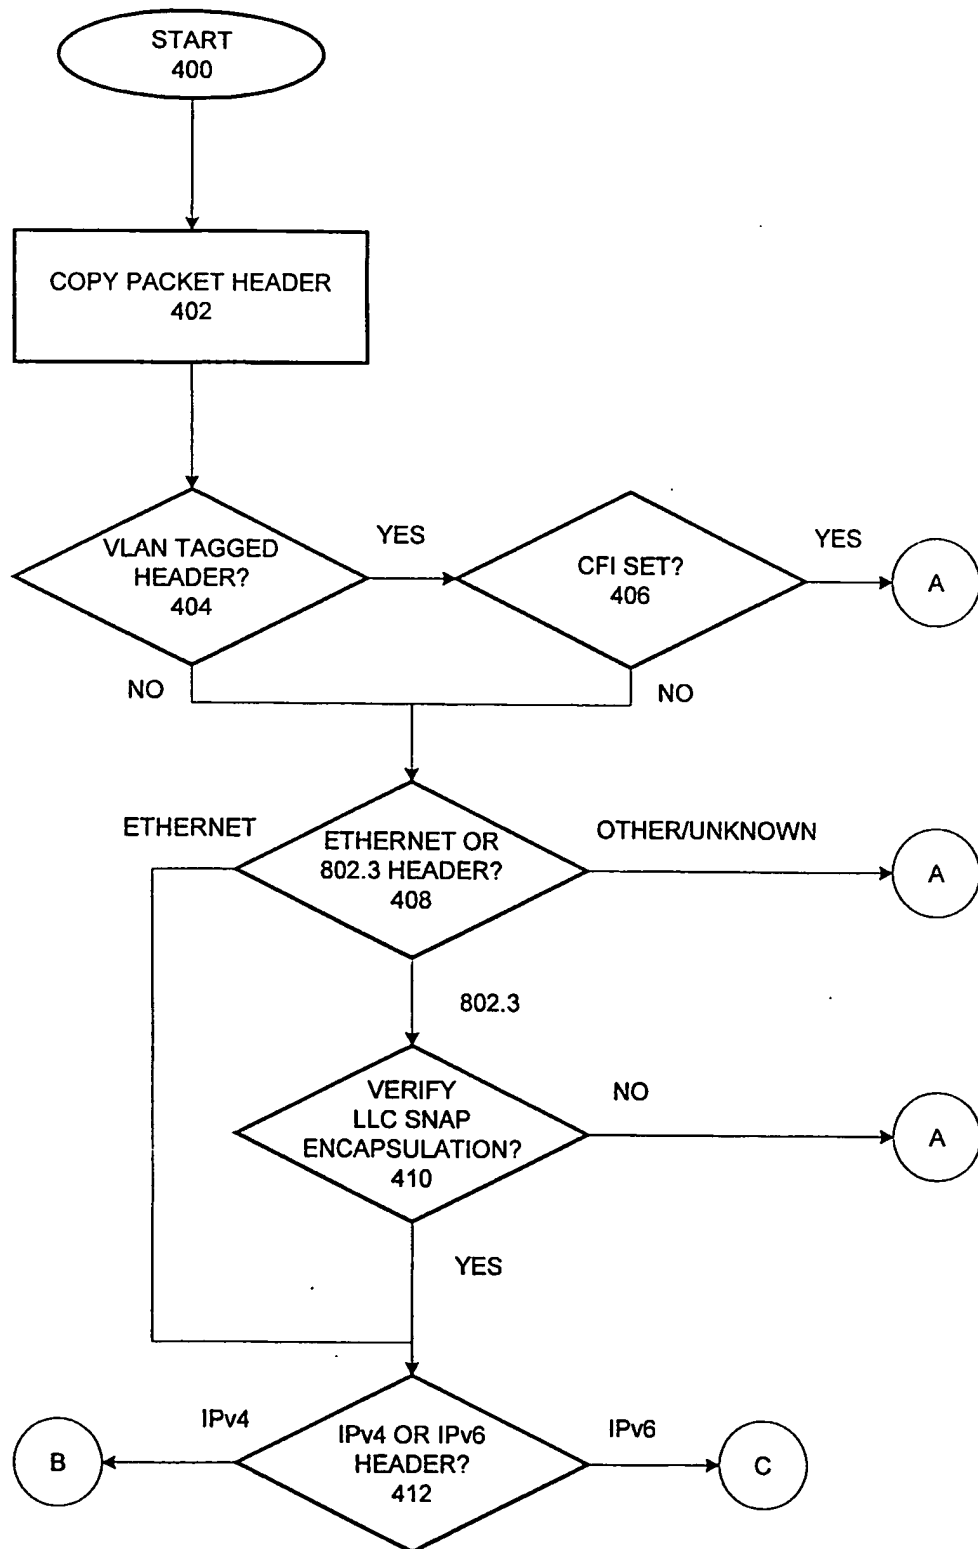 START
400
COPY PACKET HEADER
402
VLAN TAGGED
HEADER?
404
YES
CFI SET?
406
YES
A
NO
NO
ETHERNET
ETHERNET OR
802.3 HEADER?
408
OTHER/UNKNOWN
A
802.3
VERIFY
LLC SNAP
ENCAPSULATION?
410
NO
A
YES
B
IPv4
IPv4 OR IPv6
HEADER?
412
IPv6
C